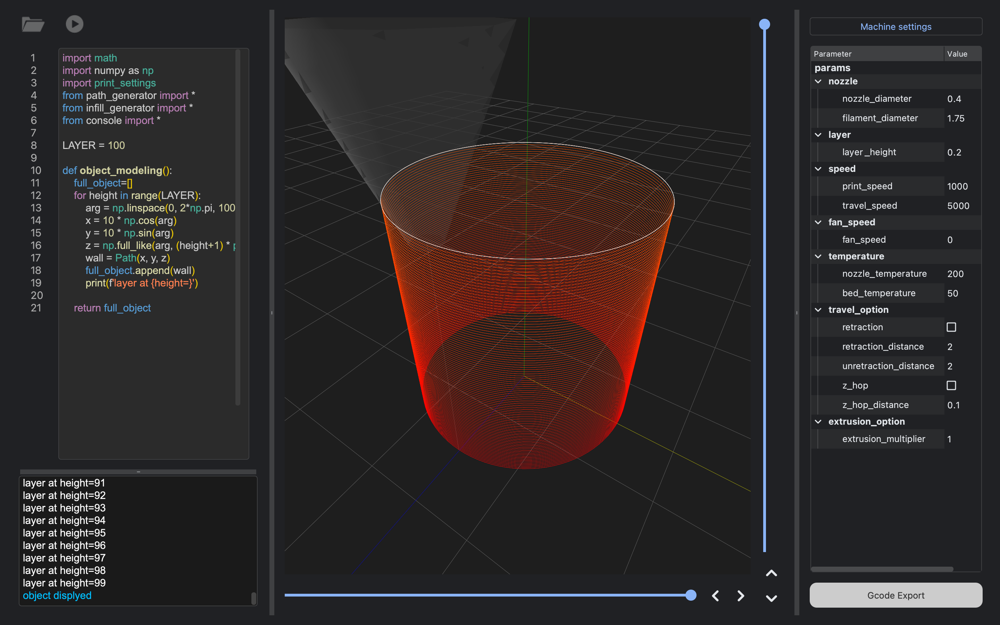 1 import math
2 import numpy as np
3 import print_settings
4 from path_generator import *
5 from infill_generator import *
6 from console import *
7
8 LAYER = 100
9
10 def object_modeling():
11 full_object=[]
12 for height in range(LAYER):
13 arg = np.linspace(0, 2*np.pi, 100
14 x = 10 * np.cos(arg)
15 y = 10 * np.sin(arg)
16 z = np.full_like(arg, (height+1) *
17 wall = Path(x, y, z)
18 full_object.append(wall)
19 print(f'layer at {height=}')
20
21 return full_object
layer at height=91
layer at height=92
layer at height=93
layer at height=94
layer at height=95
layer at height=96
layer at height=97
layer at height=98
layer at height=99
object displyed
Machine settings
Parameter Value
params
nozzle
nozzle_diameter 0.4
filament_diameter 1.75
layer
layer_height 0.2
speed
print_speed 1000
travel_speed 5000
fan_speed
fan_speed 0
temperature
nozzle_temperature 200
bed_temperature 50
travel_option
retraction
retraction_distance 2
unretraction_distance 2
z_hop
z_hop_distance 0.1
extrusion_option
extrusion_multiplier 1
Gcode Export